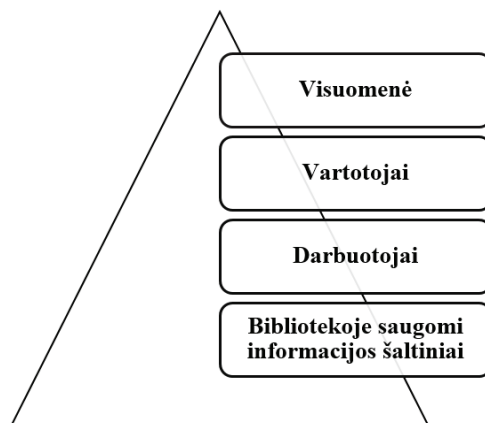 Visuomenė
Vartotojai
Darbuotojai
Bibliotekoje saugomi
informacijos šaltiniai